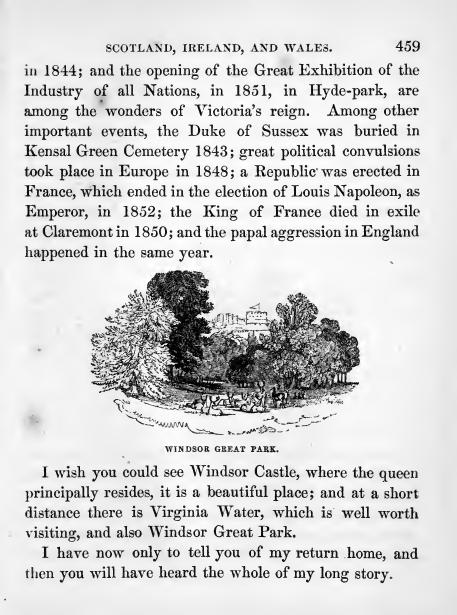 SCOTLAND, IRELAND, AND WALES. 459
in 1844; and the opening of the Great Exhibition of the
Industry of all Nations, in 1851, in Hyde-park, are
among the wonders of Victoria's reign. Among other
important events, the Duke of Sussex was buried in
Kensal Green Cemetery 1843; great political convulsions
took place in Europe in 1848; a Republic was erected in
France, which ended in the election of Louis Napoleon, as
Emperor, in 1852; the King of France died in exile
at Claremont in 1850; and the papal aggression in England
happened in the same year.
WINDSOR GREAT PARK.
I wish you could see Windsor Castle, where the queen
principally resides, it is a beautiful place; and at a short
distance there is Virginia Water, which is well worth
visiting, and also Windsor Great Park.
I have now only to tell you of my return home, and
then you will have heard the whole of my long story.